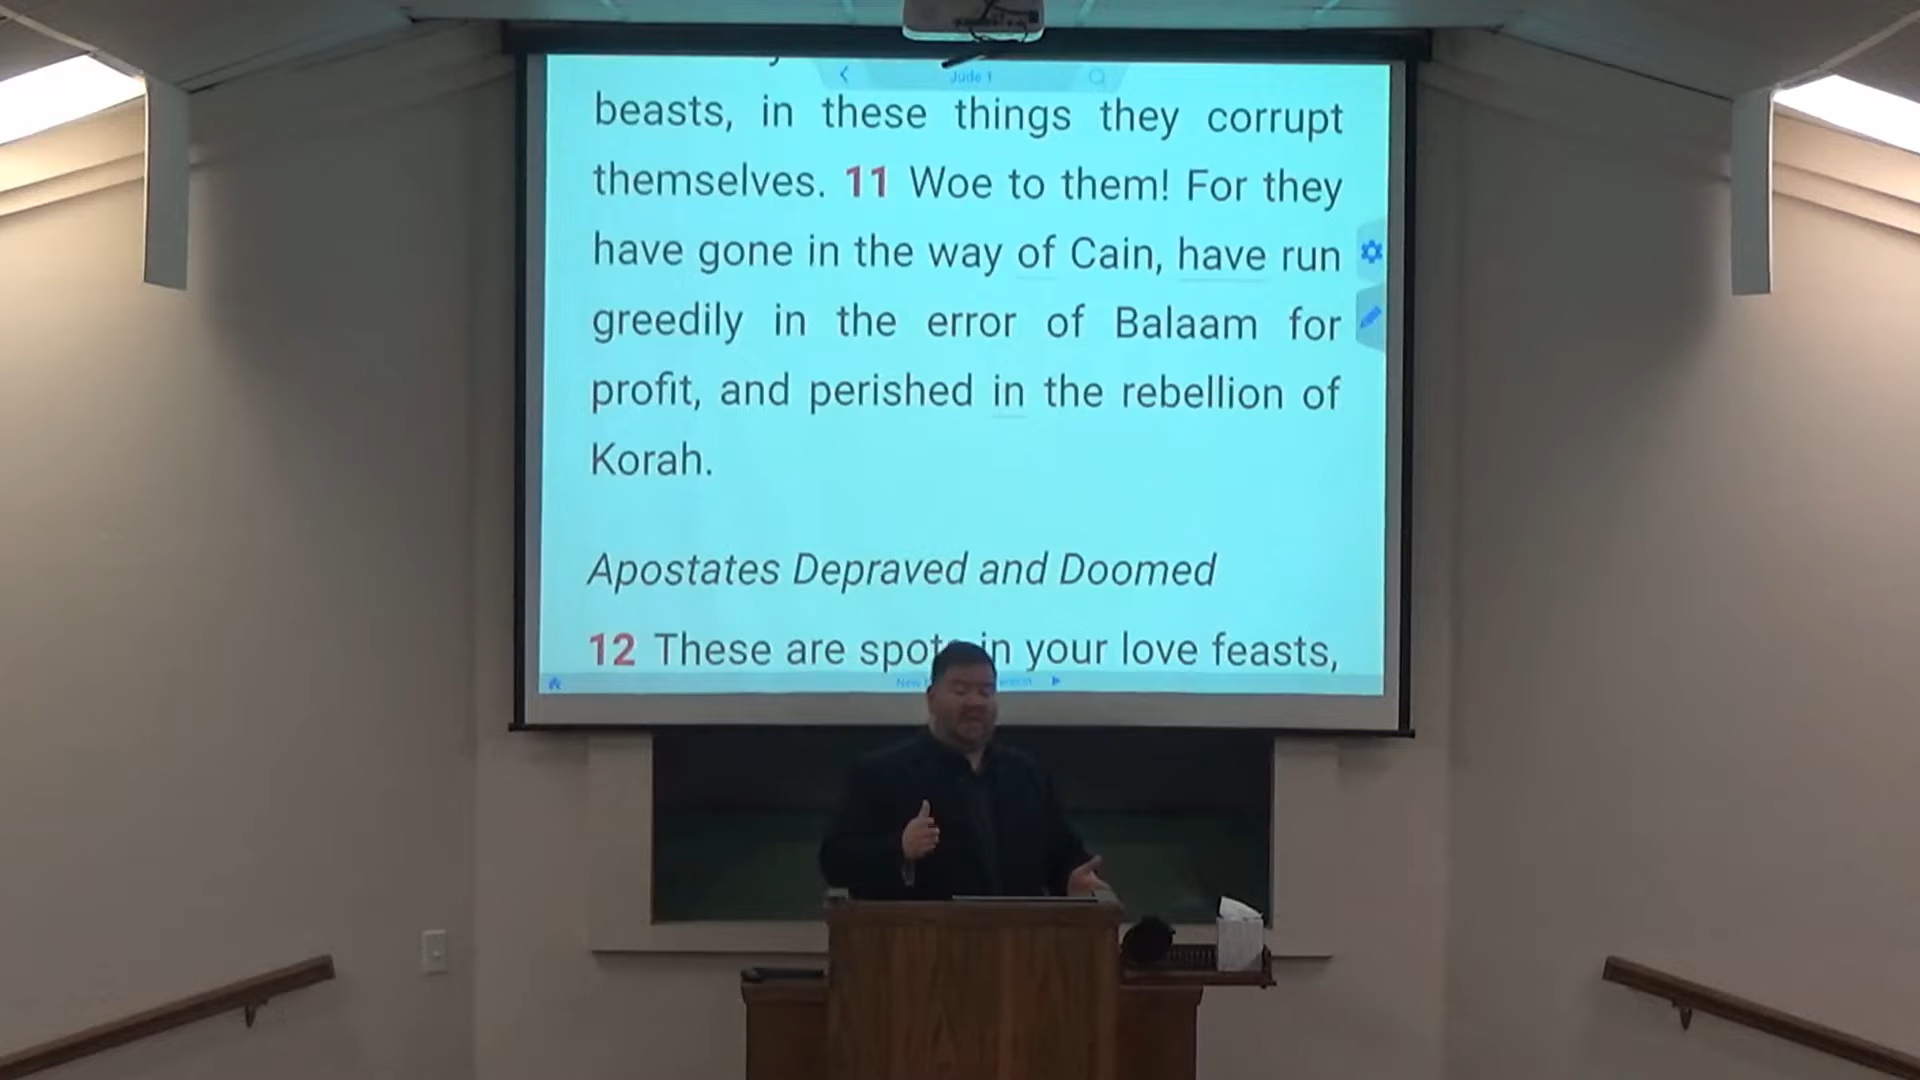 Jude 1
beasts, in these things they corrupt
themselves. 11 Woe to them! For they
have gone in the way of Cain, have run
greedily in the error of Balaam for
profit, and perished in the rebellion of
Korah.
Apostates Depraved and Doomed
12 These are spots in your love feasts,
New